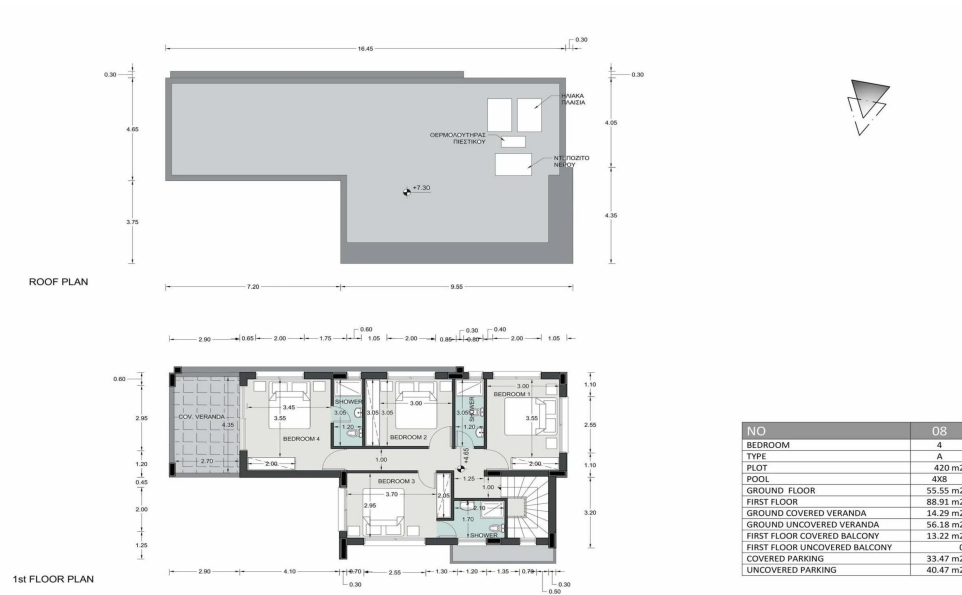 16.45
0.30
0.30
0.30
4.65
4.05
ΗΛΙΑΚΑ
ΠΛΑΙΣΙΑ
ΘΕΡΜΟΛΟΥΤΗΡΑΣ
ΠΙΕΣΤΙΚΟΥ
ΝΤΕΠΟΖΙΤΟ
ΝΕΡΟΥ
+7.30
3.75
4.35
ROOF PLAN
7.20
9.55
0.60
0.30
0.40
2.90
0.65
2.00
1.75
1.05
2.00
0.85
0.80
2.00
1.05
0.60
1.10
2.95
2.55
1.20
1.10
0.45
2.00
3.20
1.25
COV. VERANDA
4.35
2.70
3.45
3.55
BEDROOM 4
2.00
SHOWER
3.05
1.20
3.05
3.05
3.00
BEDROOM 2
SHOWER
3.05
1.20
3.00
BEDROOM 1
3.55
2.00
1.00
+4.65
1.25
1.00
BEDROOM 3
3.70
2.95
2.05
2.10
1.70
SHOWER
2.90
4.10
0.70
2.55
1.30
1.20
1.35
0.70
0.30
0.30
0.50
1st FLOOR PLAN
NO 08
BEDROOM 4
TYPE A
PLOT 420 m2
POOL 4X8
GROUND FLOOR 55.55 m2
FIRST FLOOR 88.91 m2
GROUND COVERED VERANDA 14.29 m2
GROUND UNCOVERED VERANDA 56.18 m2
FIRST FLOOR COVERED BALCONY 13.22 m2
FIRST FLOOR UNCOVERED BALCONY 0
COVERED PARKING 33.47 m2
UNCOVERED PARKING 40.47 m2